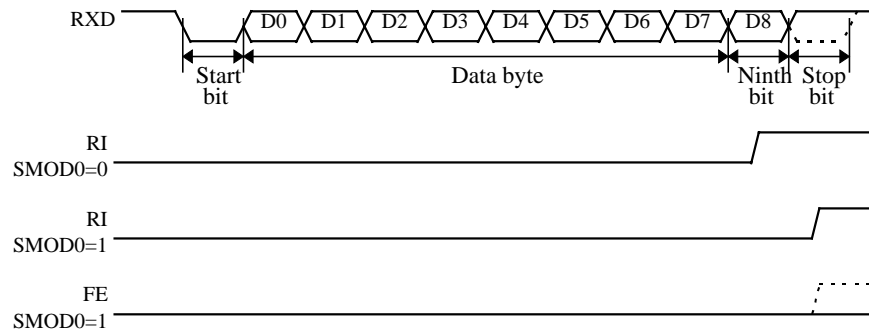 RXD D0 D1 D2 D3 D4 D5 D6 D7 D8
Start bit
Data byte
Ninth bit
Stop bit
RI
SMOD0=0
RI
SMOD0=1
FE
SMOD0=1